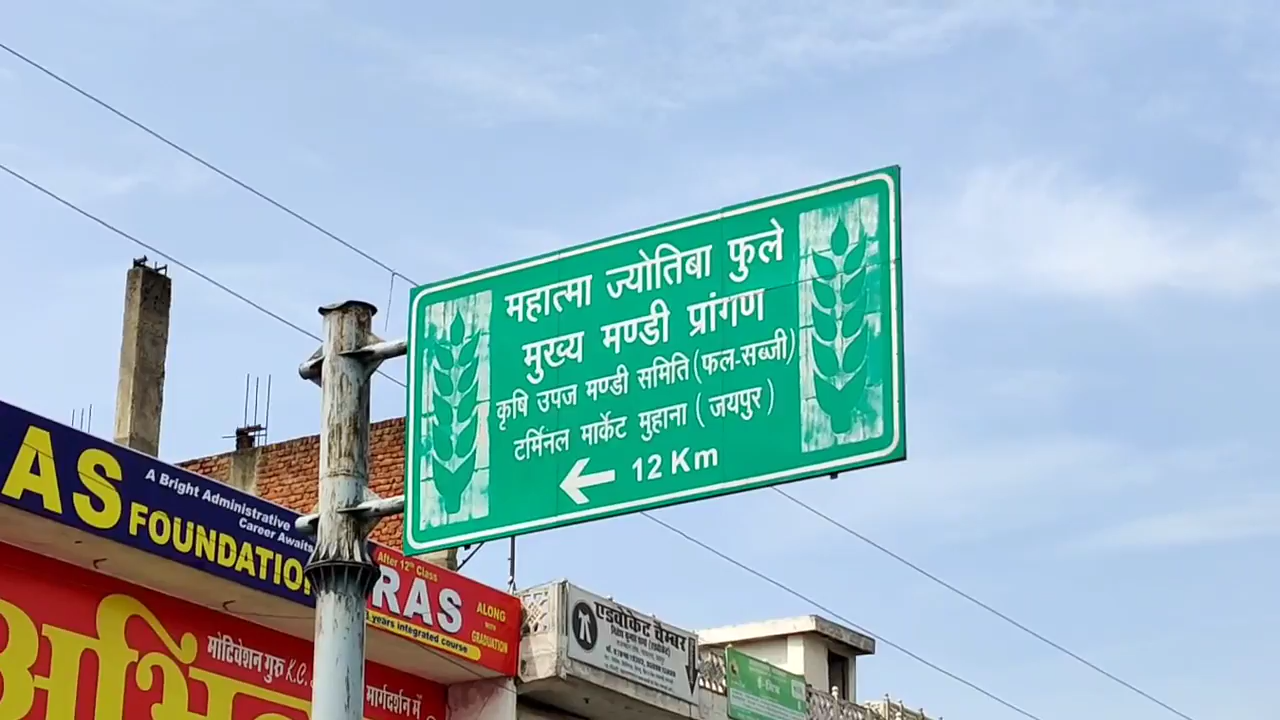 महात्मा ज्योतिबा फुले
मुख्य मण्डी प्रांगण
कृषि उपज मण्डी समिति (फल-सब्जी)
टर्मिनल मार्केट मुहाना (जयपुर)
12 Km
AS FOUNDATIO
A Bright Administrative
Career Awaits
After 12th Class
RAS
ALONG
WITH
GRADUATION
years integrated course
मोटिवेशन गुरु K.C.
मार्गदर्शन में
एडवोकेट चैम्बर